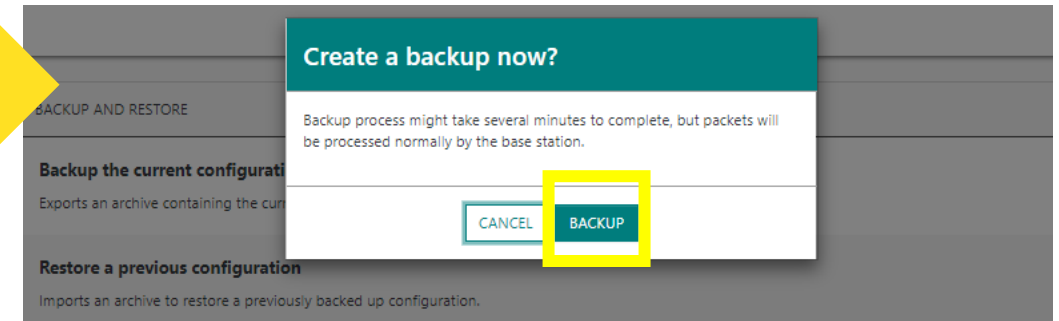 Create a backup now?
BACKUP AND RESTORE
Backup process might take several minutes to complete, but packets will
be processed normally by the base station.
Backup the current configurati
Exports an archive containing the curr
CANCEL
BACKUP
Restore a previous configuration
Imports an archive to restore a previously backed up configuration.